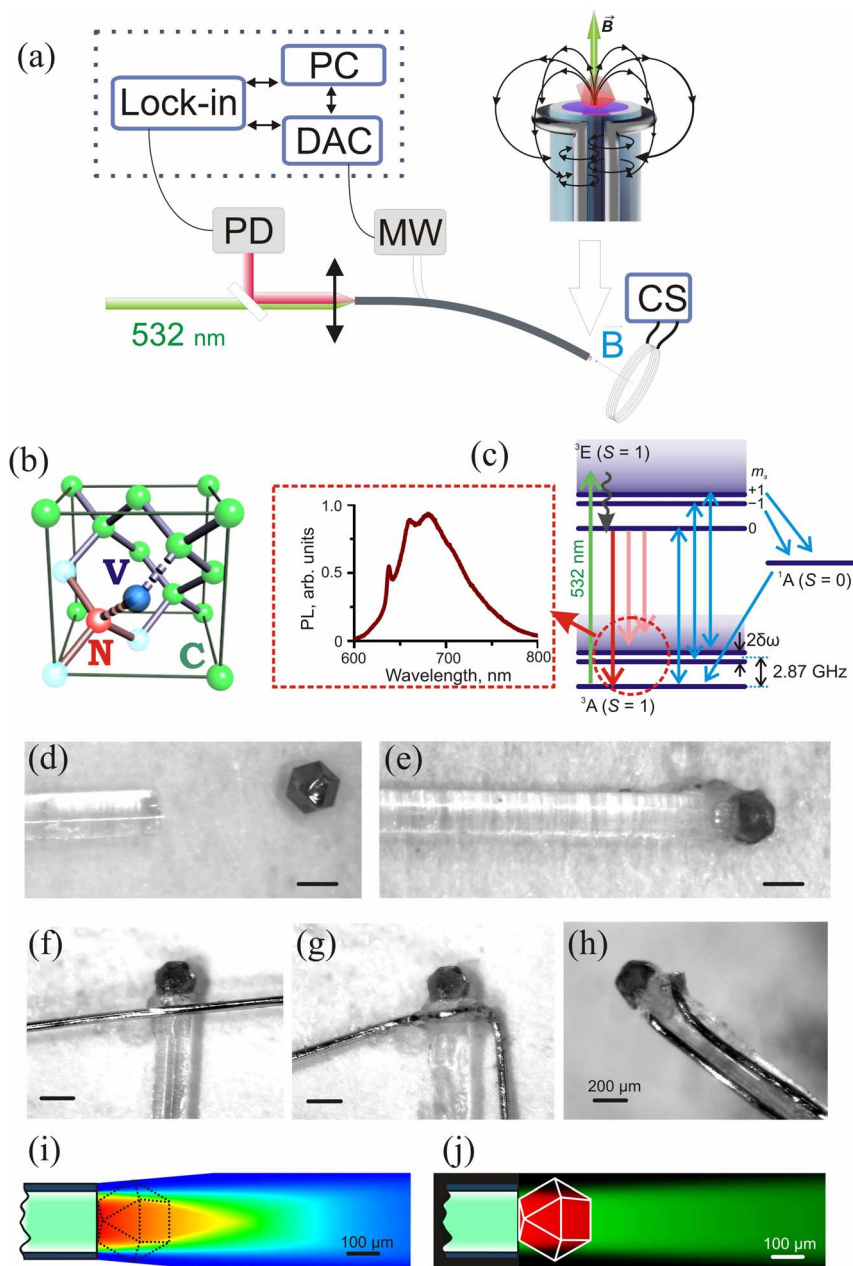 (a)
PC
Lock-in
DAC
PD
MW
532 nm
B
CS
B
(b)
V
N
C
PL, arb. units
1.0
0.5
0
600
700
800
Wavelength, nm
(c)
³E (S = 1)
mₛ
+1
−1
0
532 nm
¹A (S = 0)
2δω
2.87 GHz
³A (S = 1)
(d)
(e)
(f)
(g)
(h)
200 µm
(i)
100 µm
(j)
100 µm